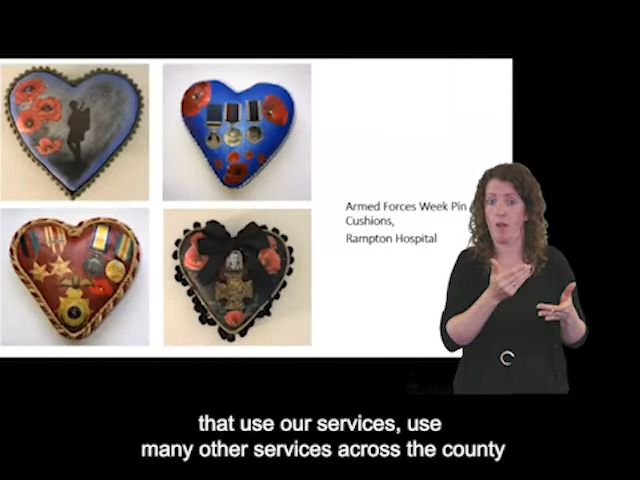 Armed Forces Week Pin
Cushions,
Rampton Hospital
that use our services, use
many other services across the county